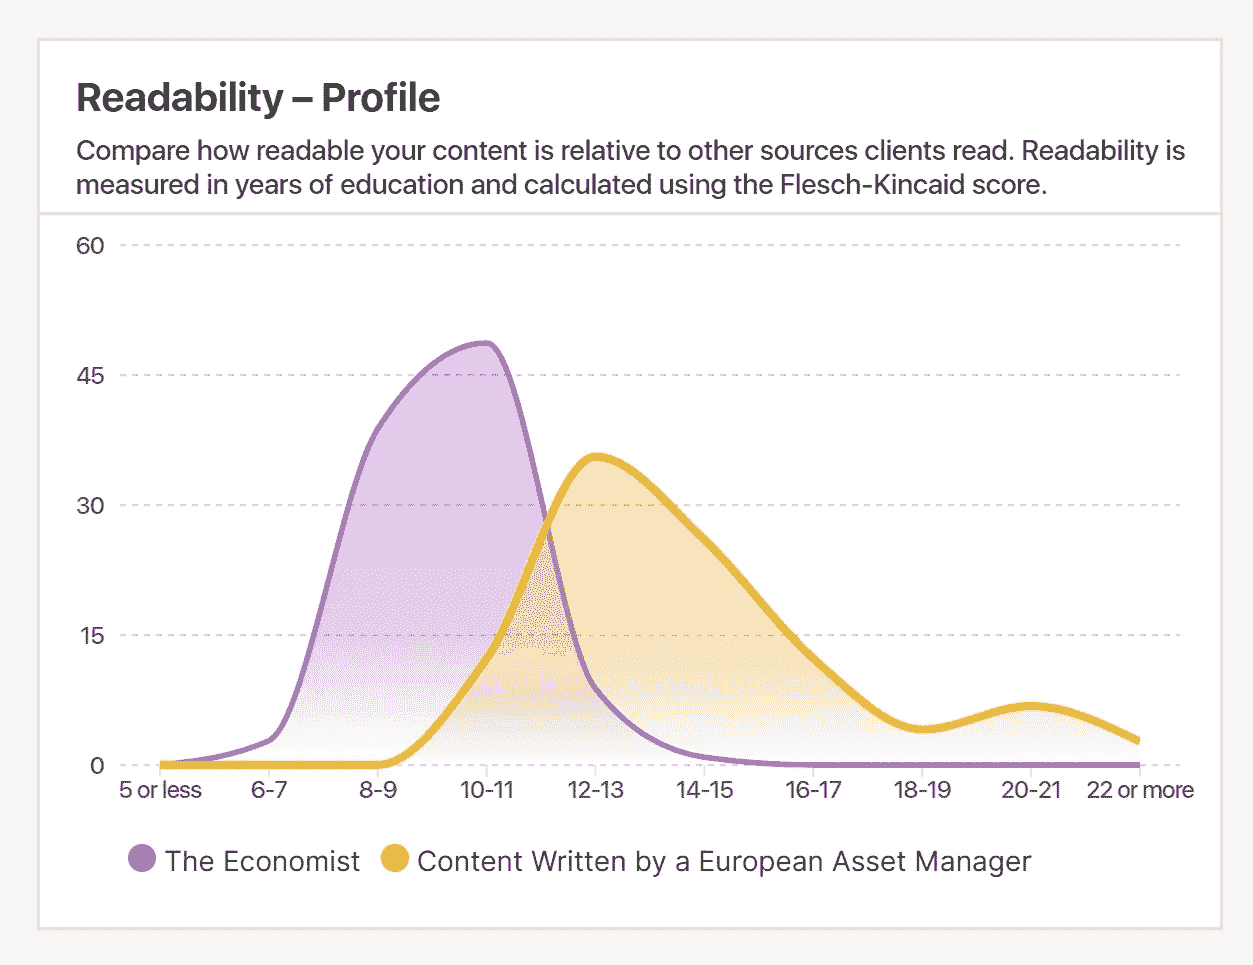 Readability – Profile
Compare how readable your content is relative to other sources clients read. Readability is
measured in years of education and calculated using the Flesch-Kincaid score.
60
45
30
15
0
5 or less 6-7 8-9 10-11 12-13 14-15 16-17 18-19 20-21 22 or more
The Economist Content Written by a European Asset Manager